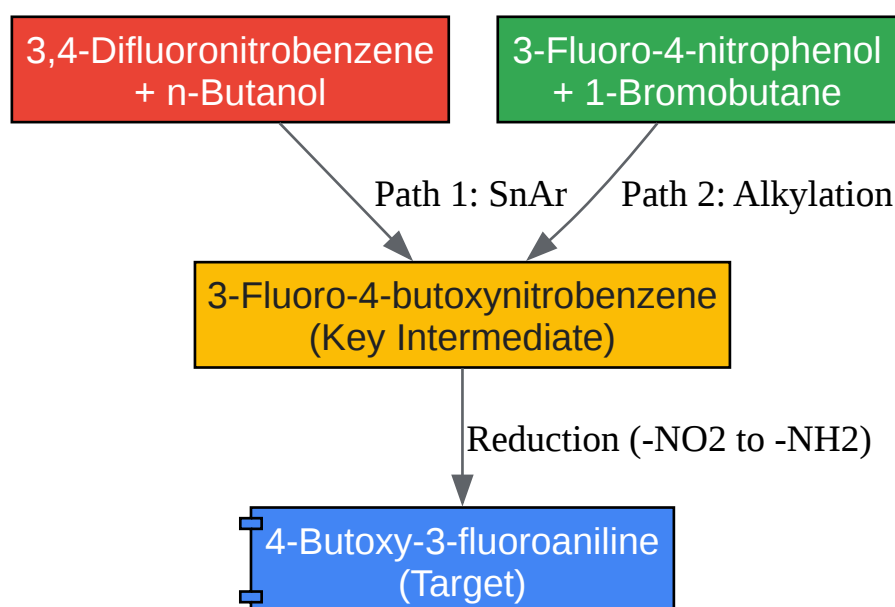 3,4-Difluoronitrobenzene
+ n-Butanol
3-Fluoro-4-nitrophenol
+ 1-Bromobutane
Path 1: SnAr
Path 2: Alkylation
3-Fluoro-4-butoxynitrobenzene
(Key Intermediate)
Reduction (-NO2 to -NH2)
4-Butoxy-3-fluoroaniline
(Target)